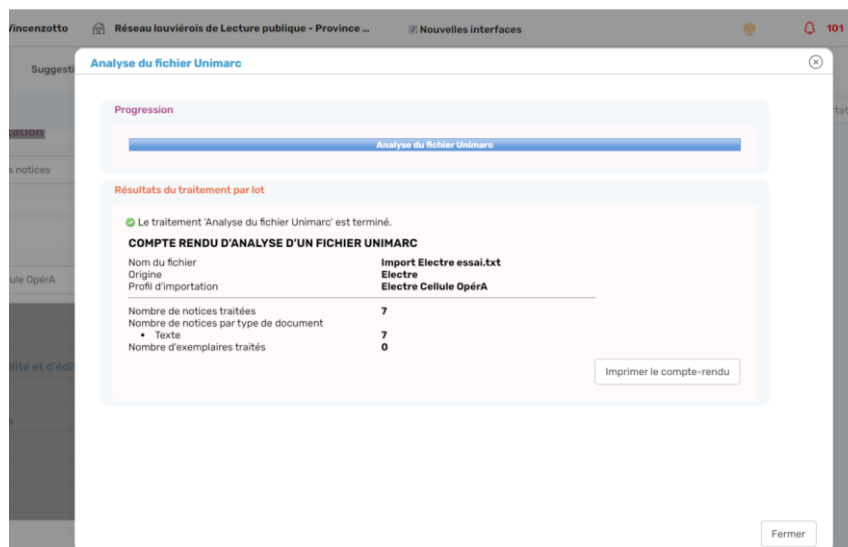 Vincenzotto Réseau louviérois de Lecture publique - Province ... Nouvelles interfaces 101
Suggesti
Analyse du fichier Unimarc
Progression
Analyse du fichier Unimarc
s notices
Résultats du traitement par lot
Le traitement 'Analyse du fichier Unimarc' est terminé.
COMPTE RENDU D'ANALYSE D'UN FICHIER UNIMARC
Nom du fichier Import Electre essai.txt
Origine Electre
Profil d'importation Electre Cellule OpérA
ule OpérA
Nombre de notices traitées 7
Nombre de notices par type de document
• Texte 7
Nombre d'exemplaires traités 0
ilité et d'édi
Imprimer le compte-rendu
Fermer